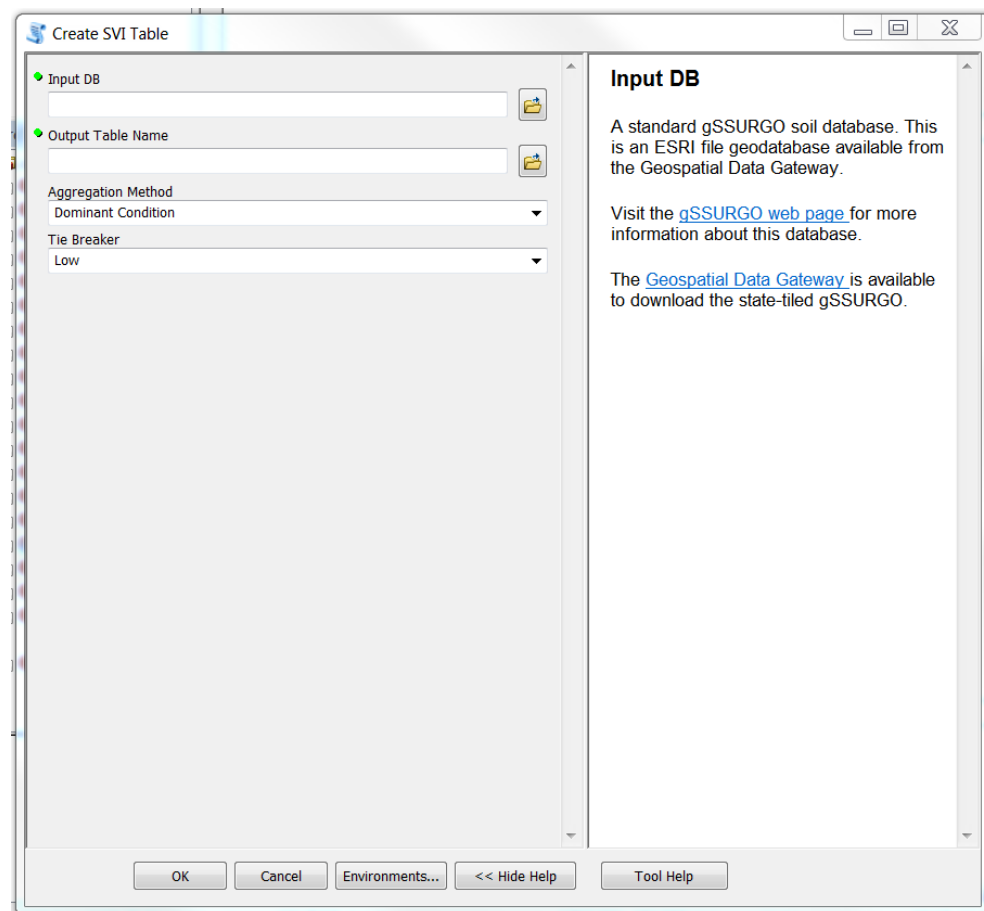 Create SVI Table
Input DB
Output Table Name
Aggregation Method
Dominant Condition
Tie Breaker
Low
Input DB
A standard gSSURGO soil database. This
is an ESRI file geodatabase available from
the Geospatial Data Gateway.
Visit the gSSURGO web page for more
information about this database.
The Geospatial Data Gateway is available
to download the state-tiled gSSURGO.
OK
Cancel
Environments...
<< Hide Help
Tool Help